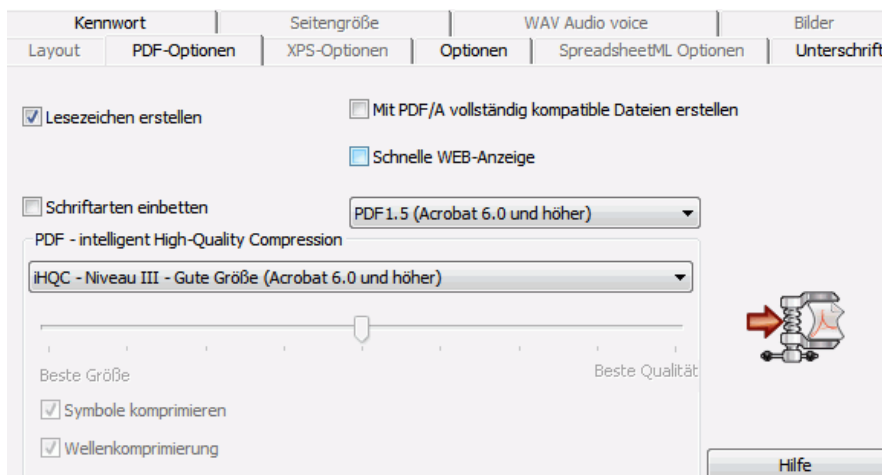 Kennwort Seitengröße WAV Audio voice Bilder
Layout PDF-Optionen XPS-Optionen Optionen SpreadsheetML Optionen Unterschrift
Lesezeichen erstellen
Mit PDF/A vollständig kompatible Dateien erstellen
Schnelle WEB-Anzeige
Schriftarten einbetten
PDF1.5 (Acrobat 6.0 und höher)
PDF - intelligent High-Quality Compression
iHQC - Niveau III - Gute Größe (Acrobat 6.0 und höher)
Beste Größe Beste Qualität
Symbole komprimieren
Wellenkomprimierung
Hilfe